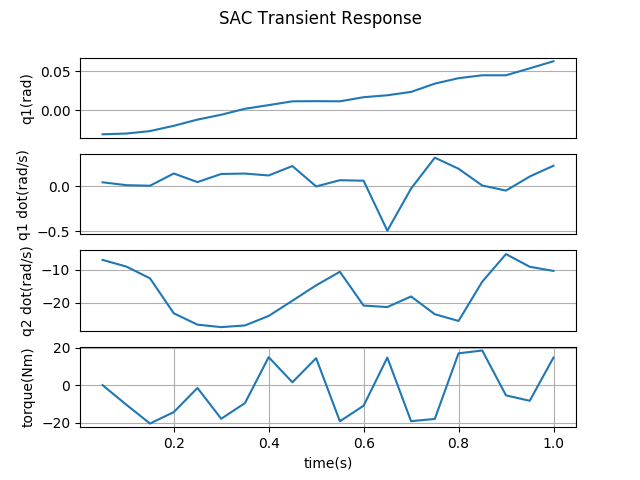 SAC Transient Response
0.05
0.00
q1(rad)
0.0
−0.5
q1 dot(rad/s)
−10
−20
q2 dot(rad/s)
20
0
−20
torque(Nm)
0.2 0.4 0.6 0.8 1.0
time(s)